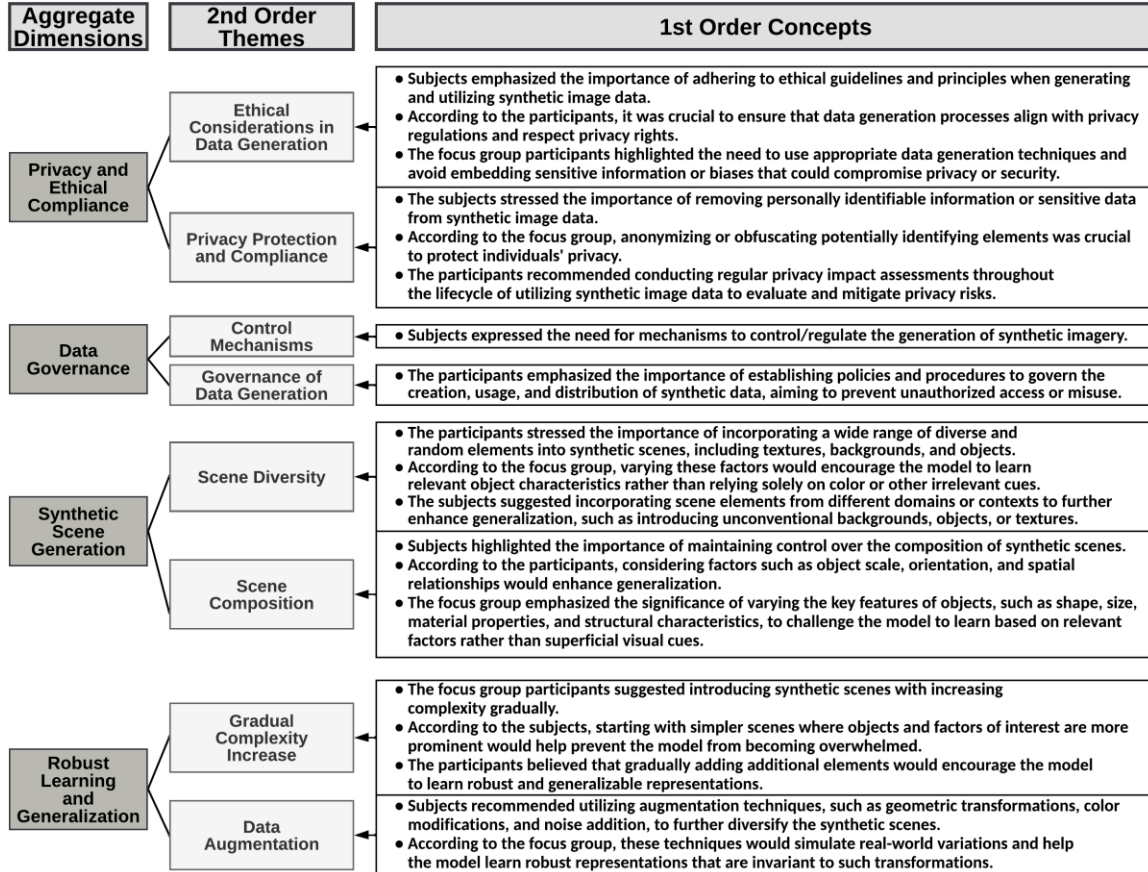 Aggregate
Dimensions
2nd Order
Themes
1st Order Concepts
Privacy and
Ethical
Compliance
Ethical
Considerations in
Data Generation
● Subjects emphasized the importance of adhering to ethical guidelines and principles when generating
and utilizing synthetic image data.
● According to the participants, it was crucial to ensure that data generation processes align with privacy
regulations and respect privacy rights.
● The focus group participants highlighted the need to use appropriate data generation techniques and
avoid embedding sensitive information or biases that could compromise privacy or security.
Privacy Protection
and Compliance
● The subjects stressed the importance of removing personally identifiable information or sensitive data
from synthetic image data.
● According to the focus group, anonymizing or obfuscating potentially identifying elements was crucial
to protect individuals' privacy.
● The participants recommended conducting regular privacy impact assessments throughout
the lifecycle of utilizing synthetic image data to evaluate and mitigate privacy risks.
Data
Governance
Control
Mechanisms
● Subjects expressed the need for mechanisms to control/regulate the generation of synthetic imagery.
Governance of
Data Generation
● The participants emphasized the importance of establishing policies and procedures to govern the
creation, usage, and distribution of synthetic data, aiming to prevent unauthorized access or misuse.
Synthetic
Scene
Generation
Scene Diversity
● The participants stressed the importance of incorporating a wide range of diverse and
random elements into synthetic scenes, including textures, backgrounds, and objects.
● According to the focus group, varying these factors would encourage the model to learn
relevant object characteristics rather than relying solely on color or other irrelevant cues.
● The subjects suggested incorporating scene elements from different domains or contexts to further
enhance generalization, such as introducing unconventional backgrounds, objects, or textures.
Scene
Composition
● Subjects highlighted the importance of maintaining control over the composition of synthetic scenes.
● According to the participants, considering factors such as object scale, orientation, and spatial
relationships would enhance generalization.
● The focus group emphasized the significance of varying the key features of objects, such as shape, size,
material properties, and structural characteristics, to challenge the model to learn based on relevant
factors rather than superficial visual cues.
Robust
Learning
and
Generalization
Gradual
Complexity
Increase
● The focus group participants suggested introducing synthetic scenes with increasing
complexity gradually.
● According to the subjects, starting with simpler scenes where objects and factors of interest are more
prominent would help prevent the model from becoming overwhelmed.
● The participants believed that gradually adding additional elements would encourage the model
to learn robust and generalizable representations.
Data
Augmentation
● Subjects recommended utilizing augmentation techniques, such as geometric transformations, color
modifications, and noise addition, to further diversify the synthetic scenes.
● According to the focus group, these techniques would simulate real-world variations and help
the model learn robust representations that are invariant to such transformations.